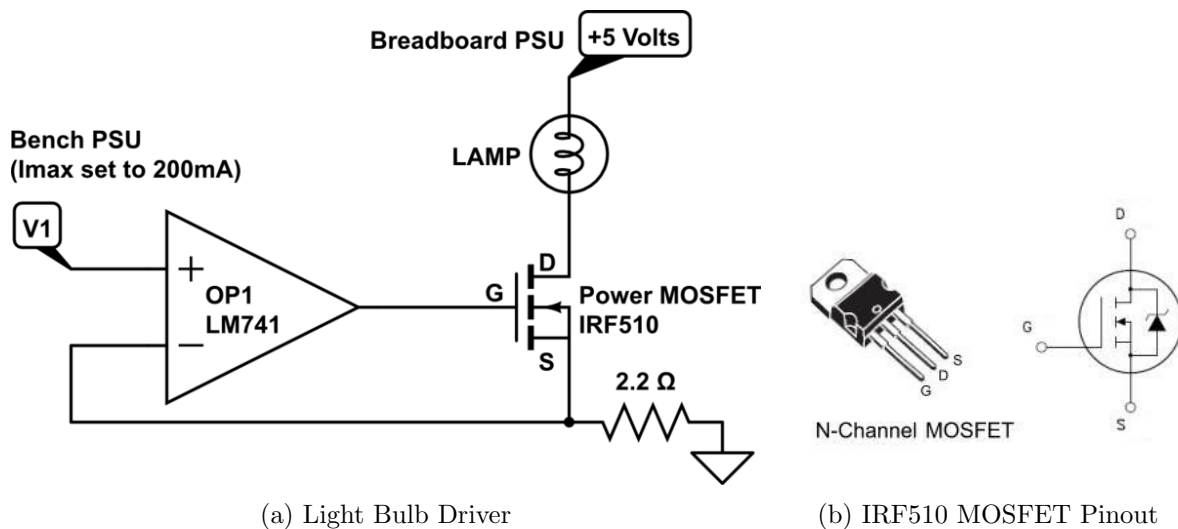 Breadboard PSU
+5 Volts
Bench PSU
(Imax set to 200mA)
LAMP
V1
+
OP1
LM741
−
G
D
S
Power MOSFET
IRF510
2.2 Ω
(a) Light Bulb Driver
G
D
S
N-Channel MOSFET
D
G
S
(b) IRF510 MOSFET Pinout